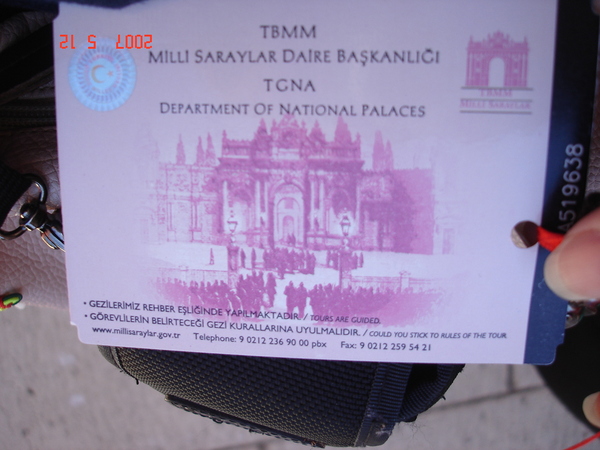 2007 5 12
TBMM
MİLLİ SARAYLAR DAİRE BAŞKANLIĞI
TGNA
DEPARTMENT OF NATIONAL PALACES
TBMM
MİLLİ SARAYLAR
A519638
• GEZİLERİMİZ REHBER EŞLİĞİNDE YAPILMAKTADIR. / TOURS ARE GUIDED.
• GÖREVLİLERİN BELİRTECEĞİ GEZİ KURALLARINA UYULMALIDIR. / COULD YOU STICK TO RULES OF THE TOUR.
www.millisaraylar.gov.tr Telephone: 9 0212 236 90 00 pbx Fax: 9 0212 259 54 21